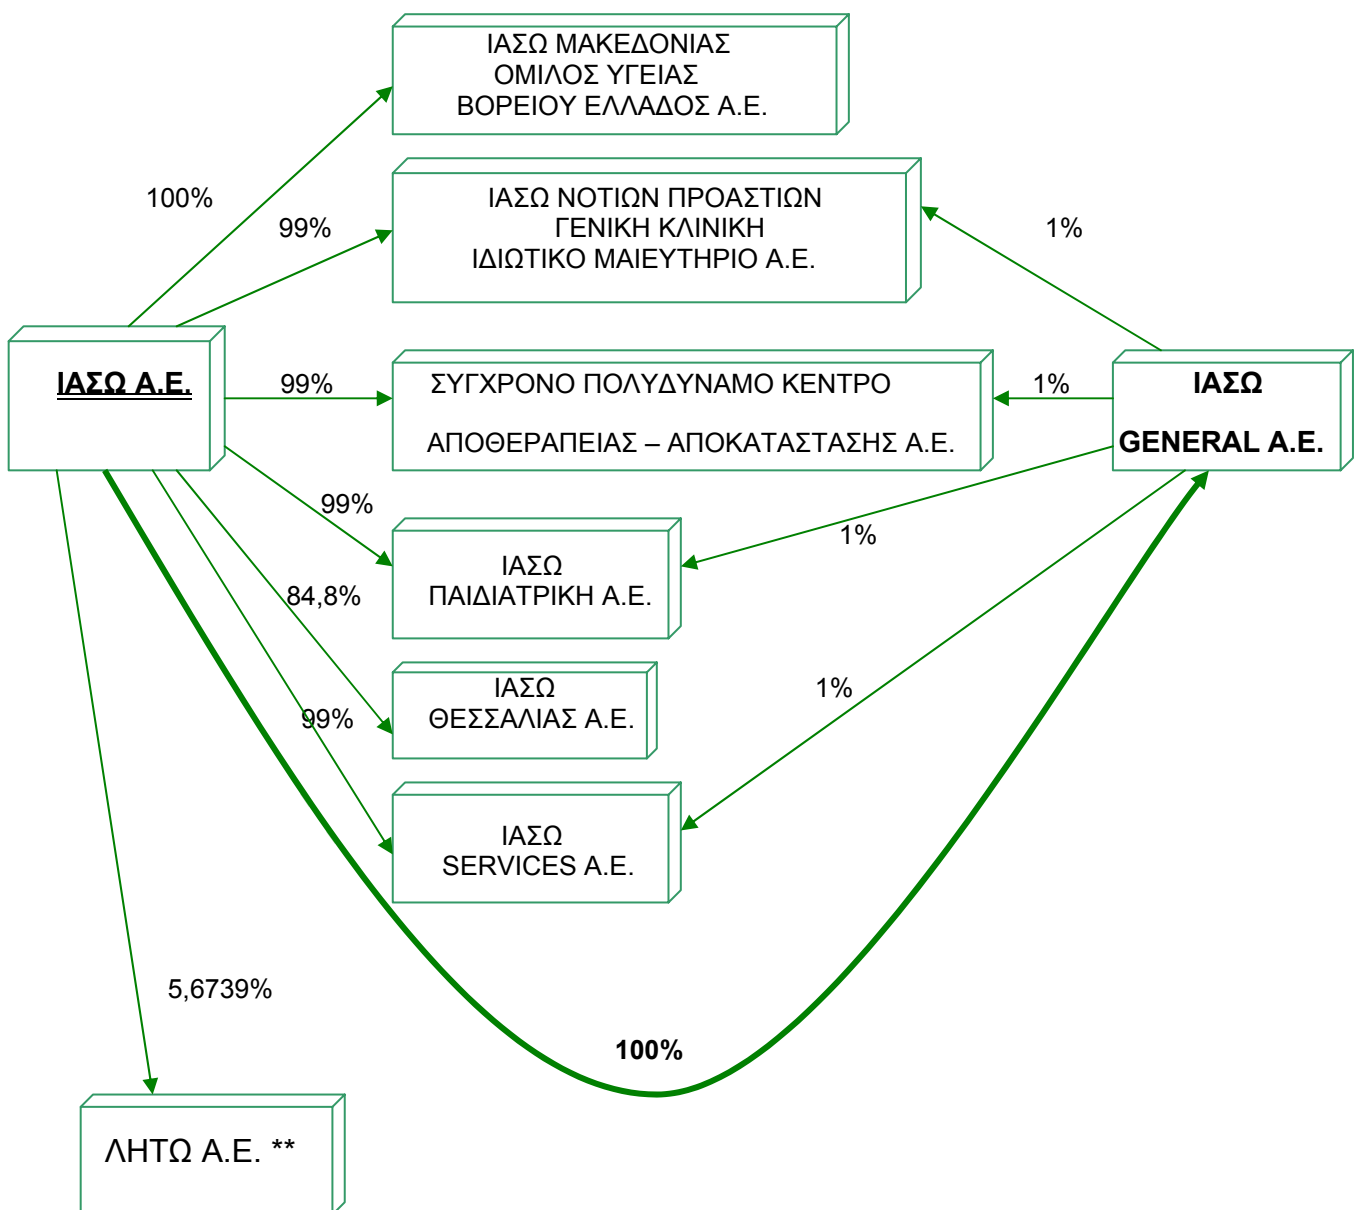 ΙΑΣΩ ΜΑΚΕΔΟΝΙΑΣ
ΟΜΙΛΟΣ ΥΓΕΙΑΣ
ΒΟΡΕΙΟΥ ΕΛΛΑΔΟΣ Α.Ε.
100%
99%
ΙΑΣΩ ΝΟΤΙΩΝ ΠΡΟΑΣΤΙΩΝ
ΓΕΝΙΚΗ ΚΛΙΝΙΚΗ
ΙΔΙΩΤΙΚΟ ΜΑΙΕΥΤΗΡΙΟ Α.Ε.
1%
ΙΑΣΩ Α.Ε.
99%
ΣΥΓΧΡΟΝΟ ΠΟΛΥΔΥΝΑΜΟ ΚΕΝΤΡΟ
ΑΠΟΘΕΡΑΠΕΙΑΣ – ΑΠΟΚΑΤΑΣΤΑΣΗΣ Α.Ε.
1%
ΙΑΣΩ
GENERAL Α.Ε.
99%
ΙΑΣΩ
ΠΑΙΔΙΑΤΡΙΚΗ Α.Ε.
1%
84,8%
ΙΑΣΩ
ΘΕΣΣΑΛΙΑΣ Α.Ε.
1%
99%
ΙΑΣΩ
SERVICES Α.Ε.
5,6739%
100%
ΛΗΤΩ Α.Ε. **